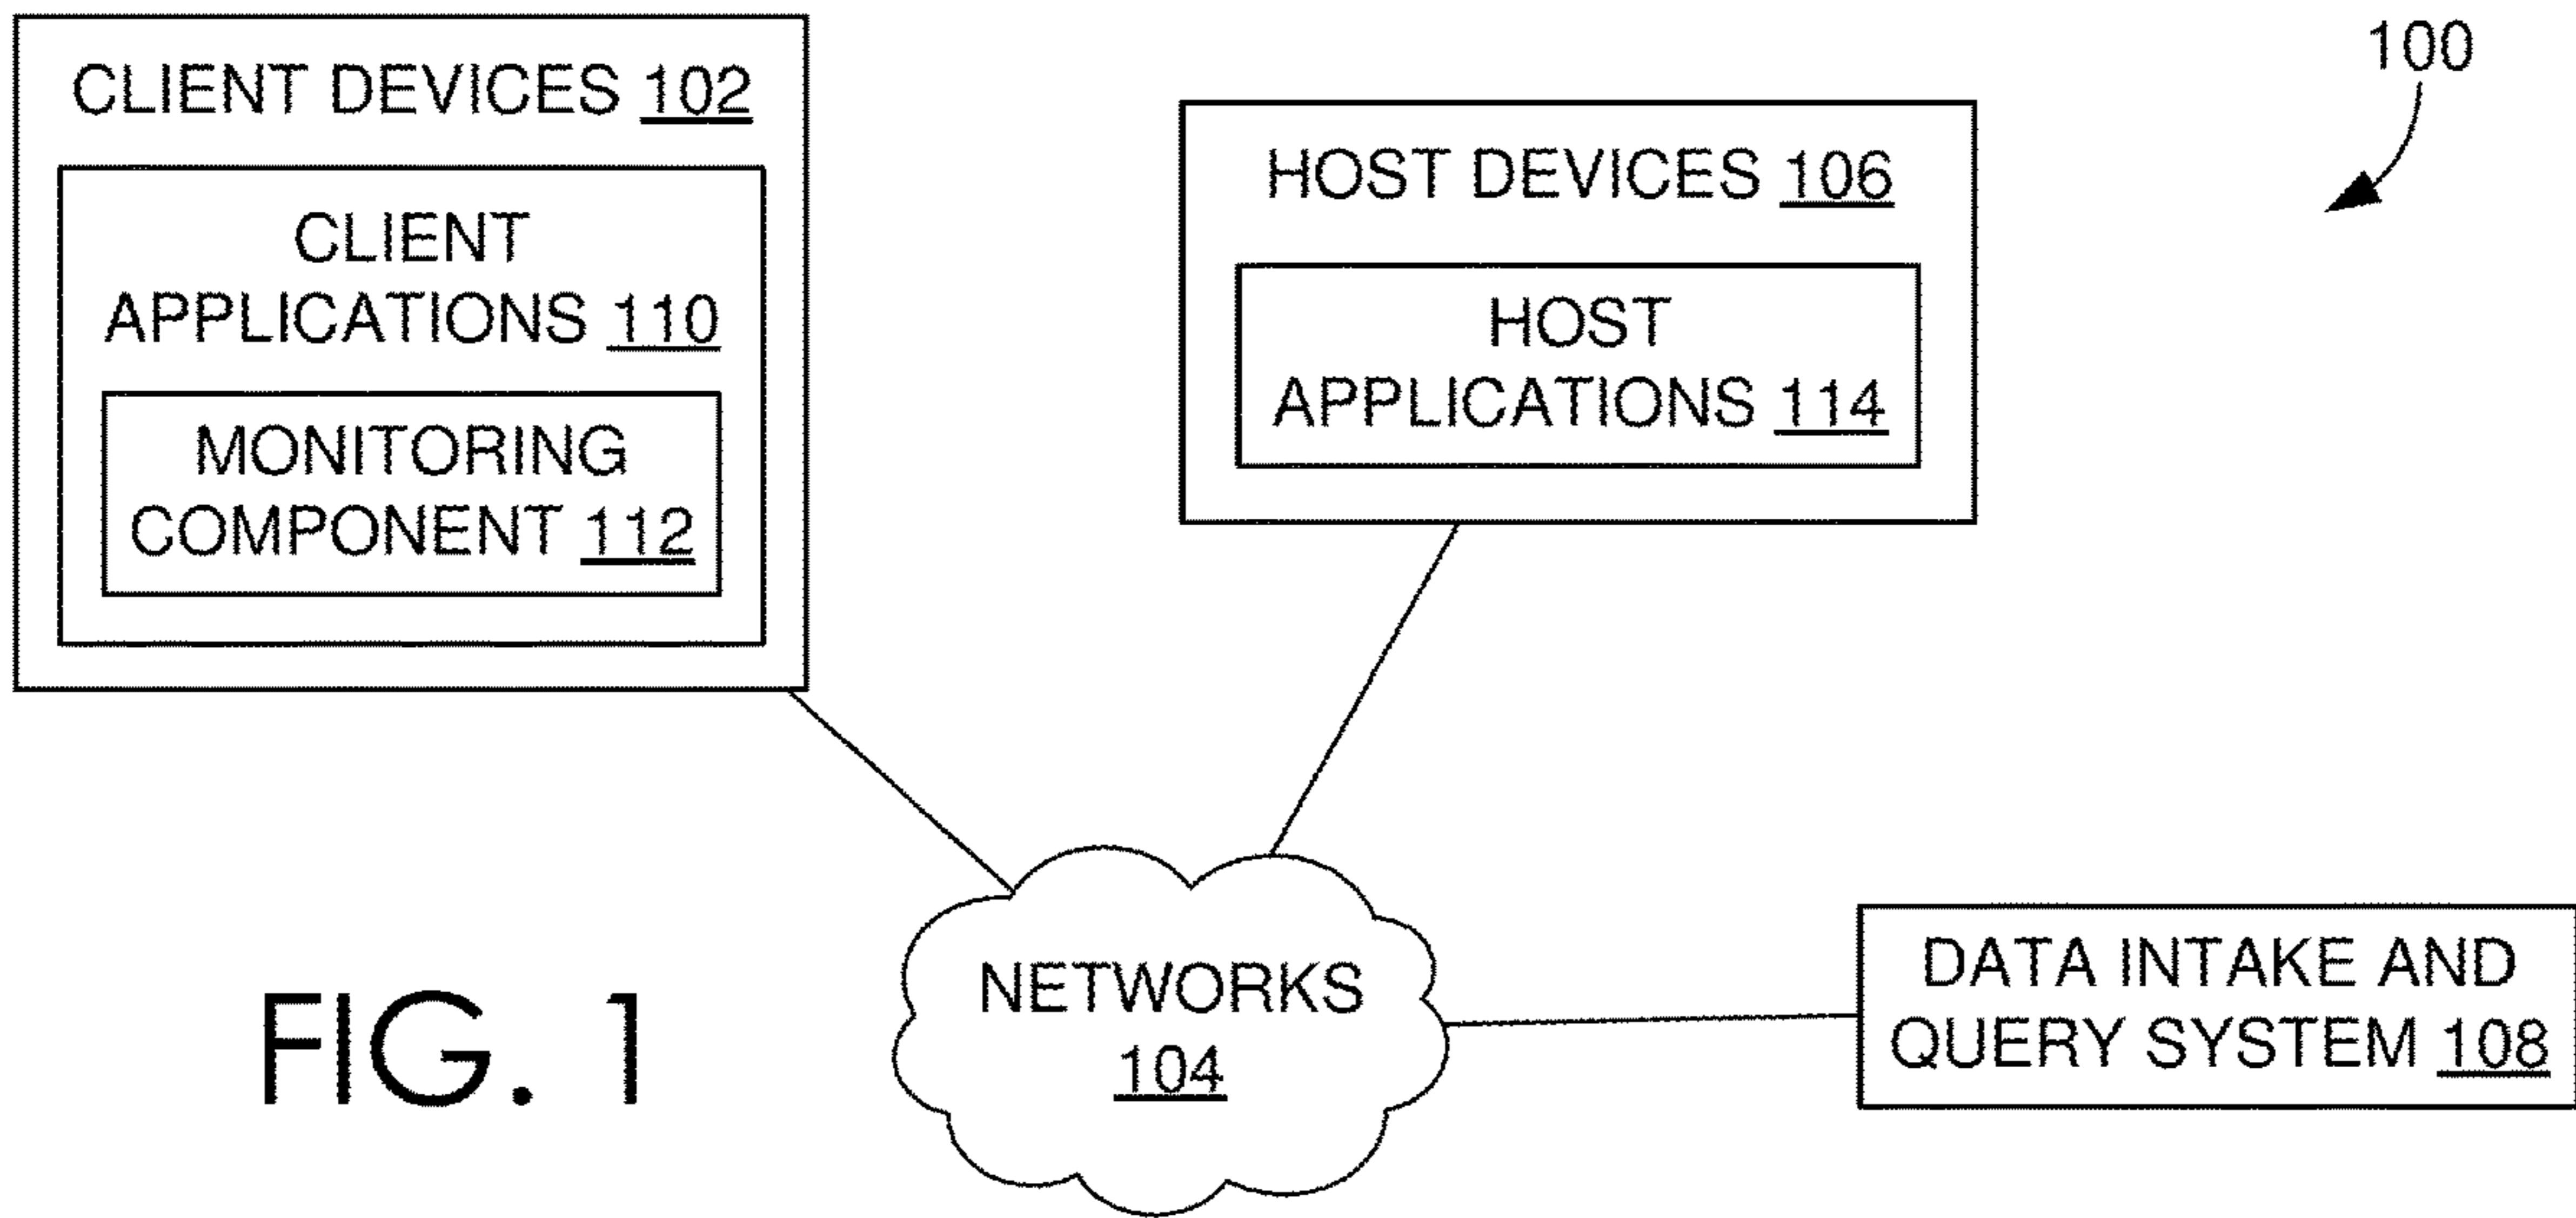 100
CLIENT DEVICES 102
CLIENT
APPLICATIONS 110
MONITORING
COMPONENT 112
HOST DEVICES 106
HOST
APPLICATIONS 114
NETWORKS
104
DATA INTAKE AND
QUERY SYSTEM 108
FIG. 1